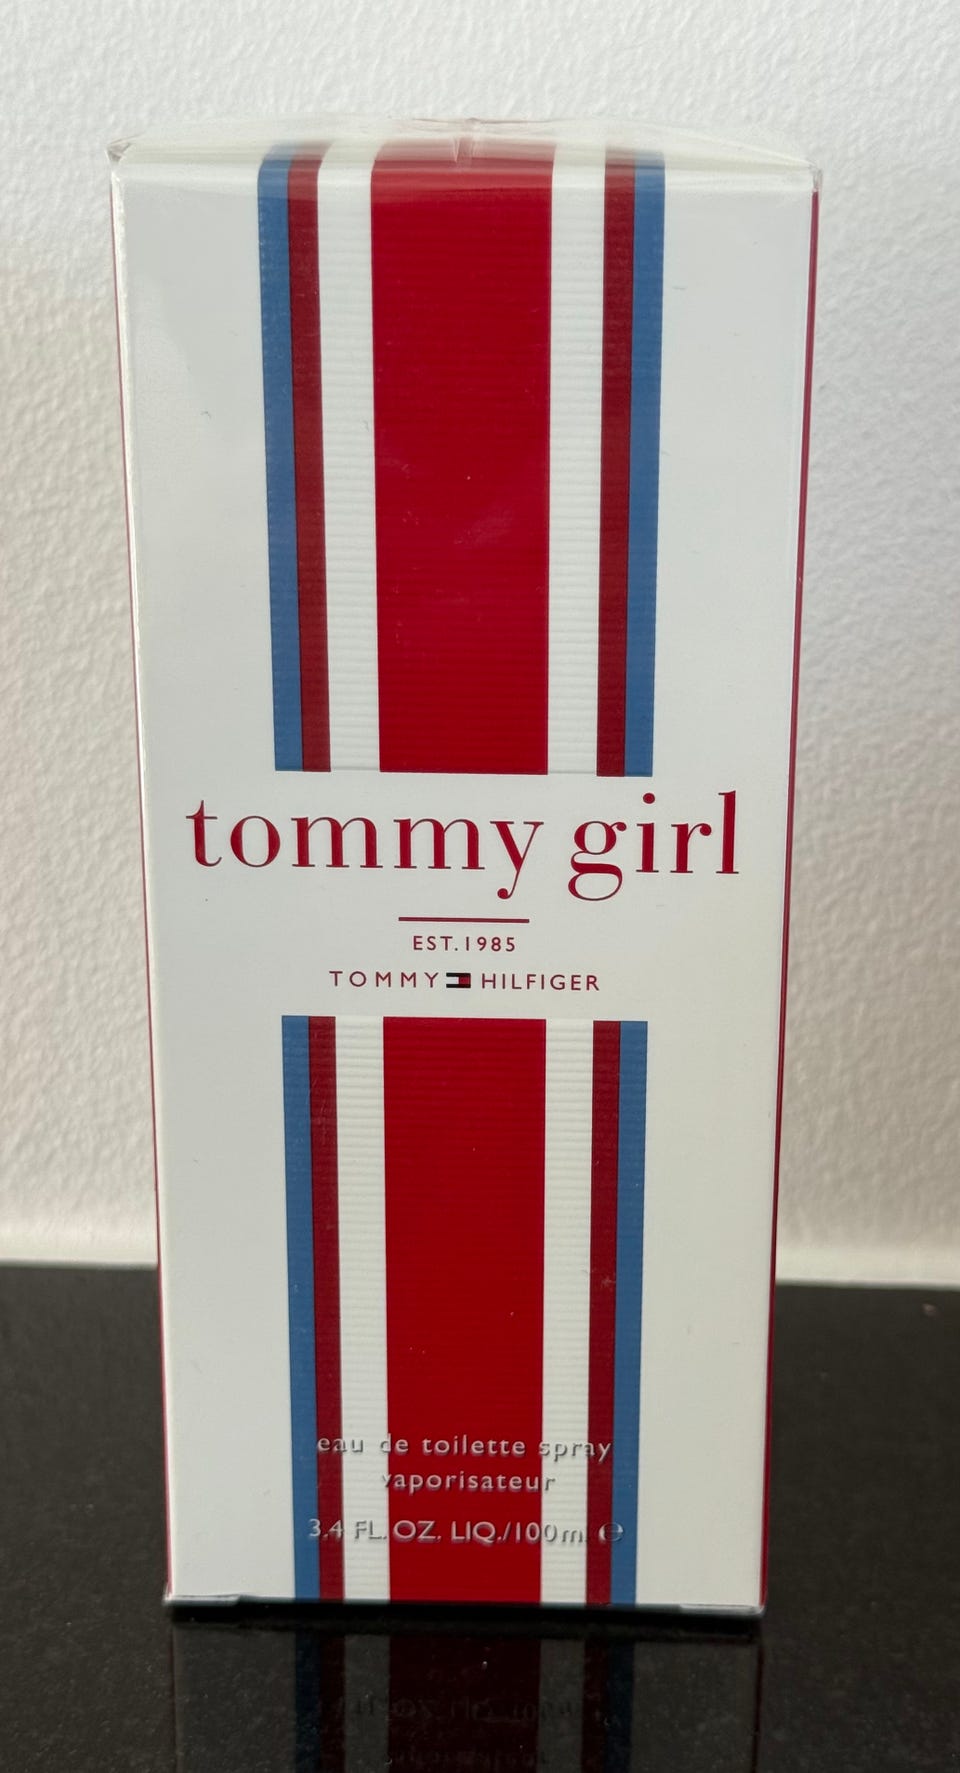 tommy girl
EST. 1985
TOMMY HILFIGER
eau de toilette spray
vaporisateur
3.4 FL. OZ. LIQ./100ml ℮